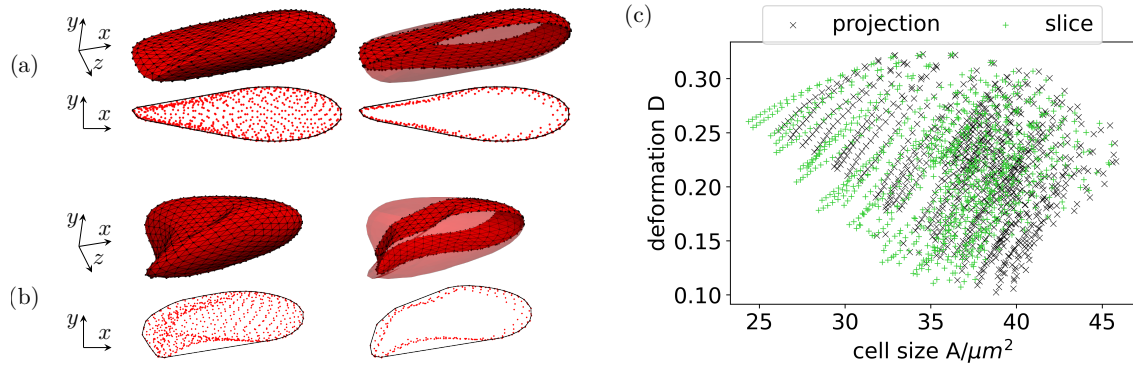 (a)
y
x
z
y
x
(b)
y
x
z
y
x
(c)
projection
slice
deformation D
0.30
0.25
0.20
0.15
0.10
25
30
35
40
45
cell size A/μm²